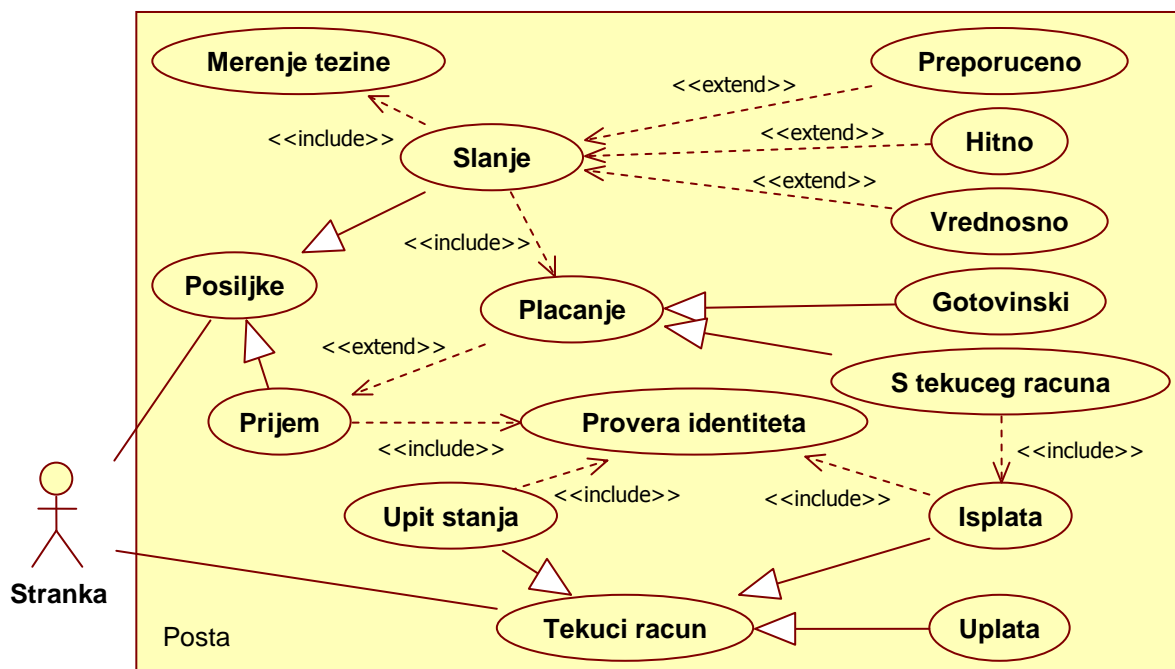 Merenje tezine
Preporuceno
<<extend>>
<<include>>
Slanje
<<extend>>
Hitno
<<extend>>
Vrednosno
<<include>>
Posiljke
Placanje
Gotovinski
<<extend>>
S tekuceg racuna
Prijem
Provera identiteta
<<include>>
<<include>>
<<include>>
<<include>>
Upit stanja
Isplata
Stranka
Posta
Tekuci racun
Uplata